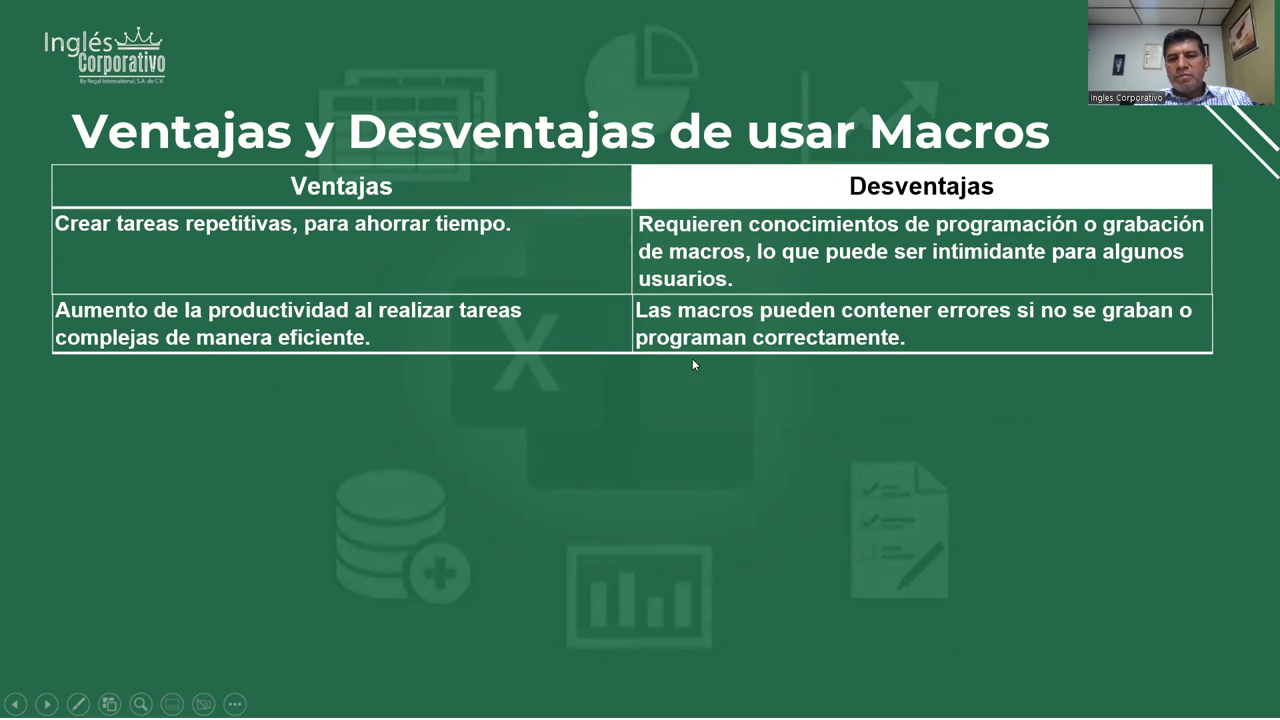 Inglés
Corporativo
By Regal International, S.A. de C.V.
Ingles Corporativo
Ventajas y Desventajas de usar Macros
Ventajas
Desventajas
Crear tareas repetitivas, para ahorrar tiempo.
Requieren conocimientos de programación o grabación
de macros, lo que puede ser intimidante para algunos
usuarios.
Aumento de la productividad al realizar tareas
complejas de manera eficiente.
Las macros pueden contener errores si no se graban o
programan correctamente.
X